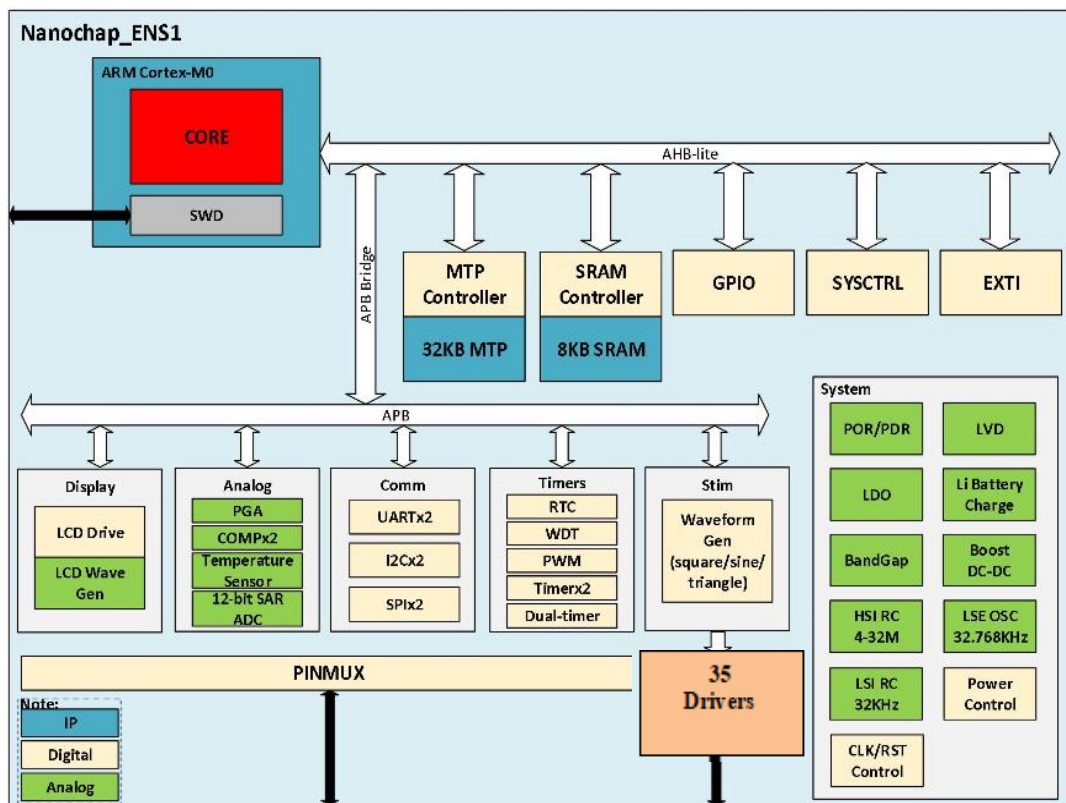 Nanochap_ENS1
ARM Cortex-M0
CORE
SWD
AHB-lite
APB Bridge
MTP
Controller
32KB MTP
SRAM
Controller
8KB SRAM
GPIO
SYSCTRL
EXTI
APB
Display
LCD Drive
LCD Wave
Gen
Analog
PGA
COMPx2
Temperature
Sensor
12-bit SAR
ADC
Comm
UARTx2
I2Cx2
SPIx2
Timers
RTC
WDT
PWM
Timerx2
Dual-timer
Stim
Waveform
Gen
(square/sine/
triangle)
System
POR/PDR
LVD
LDO
Li Battery
Charge
BandGap
Boost
DC-DC
HSI RC
4-32M
LSE OSC
32.768KHz
LSI RC
32KHz
Power
Control
CLK/RST
Control
PINMUX
35
Drivers
Note:
IP
Digital
Analog